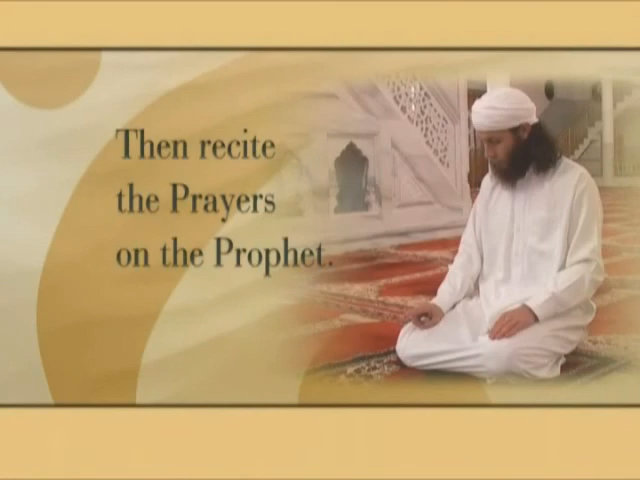 Then recite
the Prayers
on the Prophet.